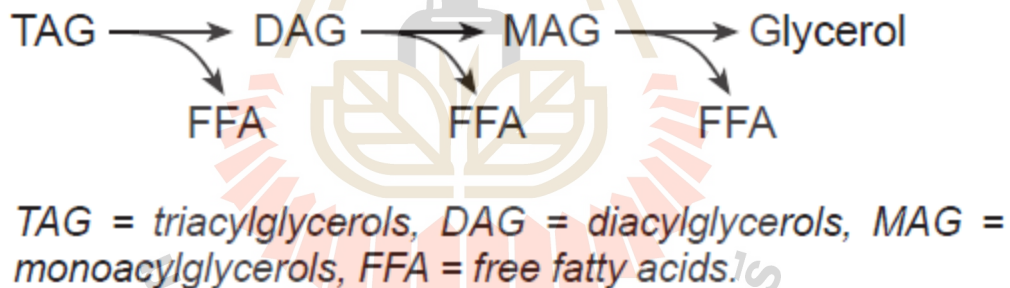 TAG DAG MAG Glycerol
FFA FFA FFA
TAG = triacylglycerols, DAG = diacylglycerols, MAG =
monoacylglycerols, FFA = free fatty acids.